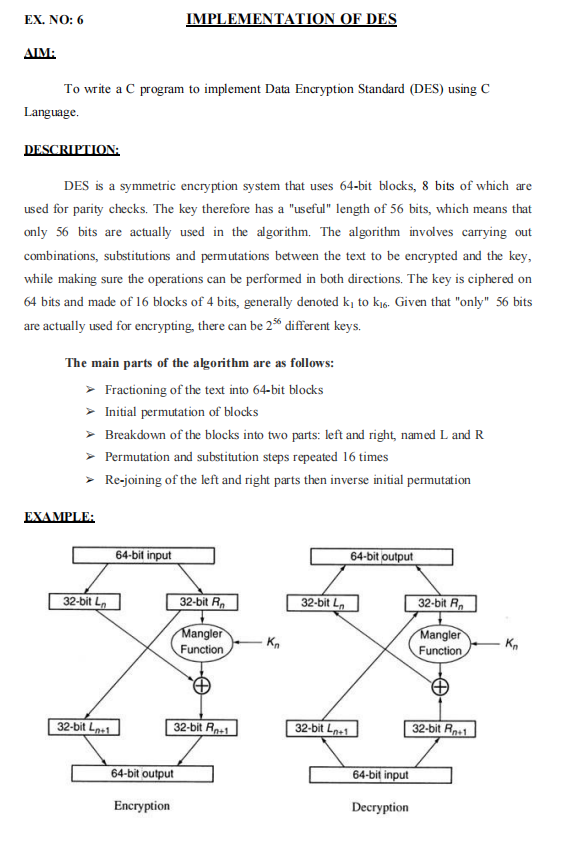 EX. NO: 6 IMPLEMENTATION OF DES
AIM:
To write a C program to implement Data Encryption Standard (DES) using C
Language.
DESCRIPTION:
DES is a symmetric encryption system that uses 64-bit blocks, 8 bits of which are
used for parity checks. The key therefore has a "useful" length of 56 bits, which means that
only 56 bits are actually used in the algorithm. The algorithm involves carrying out
combinations, substitutions and permutations between the text to be encrypted and the key,
while making sure the operations can be performed in both directions. The key is ciphered on
64 bits and made of 16 blocks of 4 bits, generally denoted k₁ to k₁₆. Given that "only" 56 bits
are actually used for encrypting, there can be 2⁵⁶ different keys.
The main parts of the algorithm are as follows:
➢ Fractioning of the text into 64-bit blocks
➢ Initial permutation of blocks
➢ Breakdown of the blocks into two parts: left and right, named L and R
➢ Permutation and substitution steps repeated 16 times
➢ Re-joining of the left and right parts then inverse initial permutation
EXAMPLE:
64-bit input
32-bit Lₙ
32-bit Rₙ
Mangler
Function
Kₙ
32-bit Lₙ₊₁
32-bit Rₙ₊₁
64-bit output
Encryption
64-bit output
32-bit Lₙ
32-bit Rₙ
Mangler
Function
Kₙ
32-bit Lₙ₊₁
32-bit Rₙ₊₁
64-bit input
Decryption